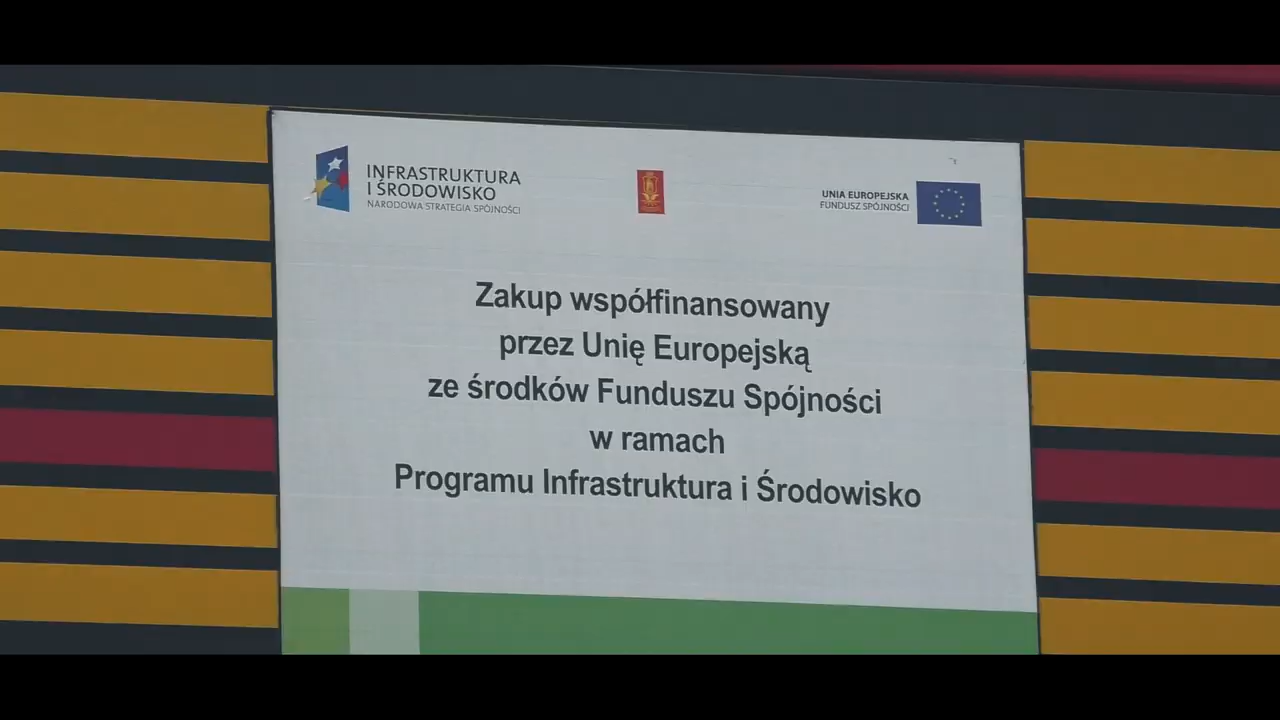 INFRASTRUKTURA
I ŚRODOWISKO
NARODOWA STRATEGIA SPÓJNOŚCI
UNIA EUROPEJSKA
FUNDUSZ SPÓJNOŚCI
Zakup współfinansowany
przez Unię Europejską
ze środków Funduszu Spójności
w ramach
Programu Infrastruktura i Środowisko